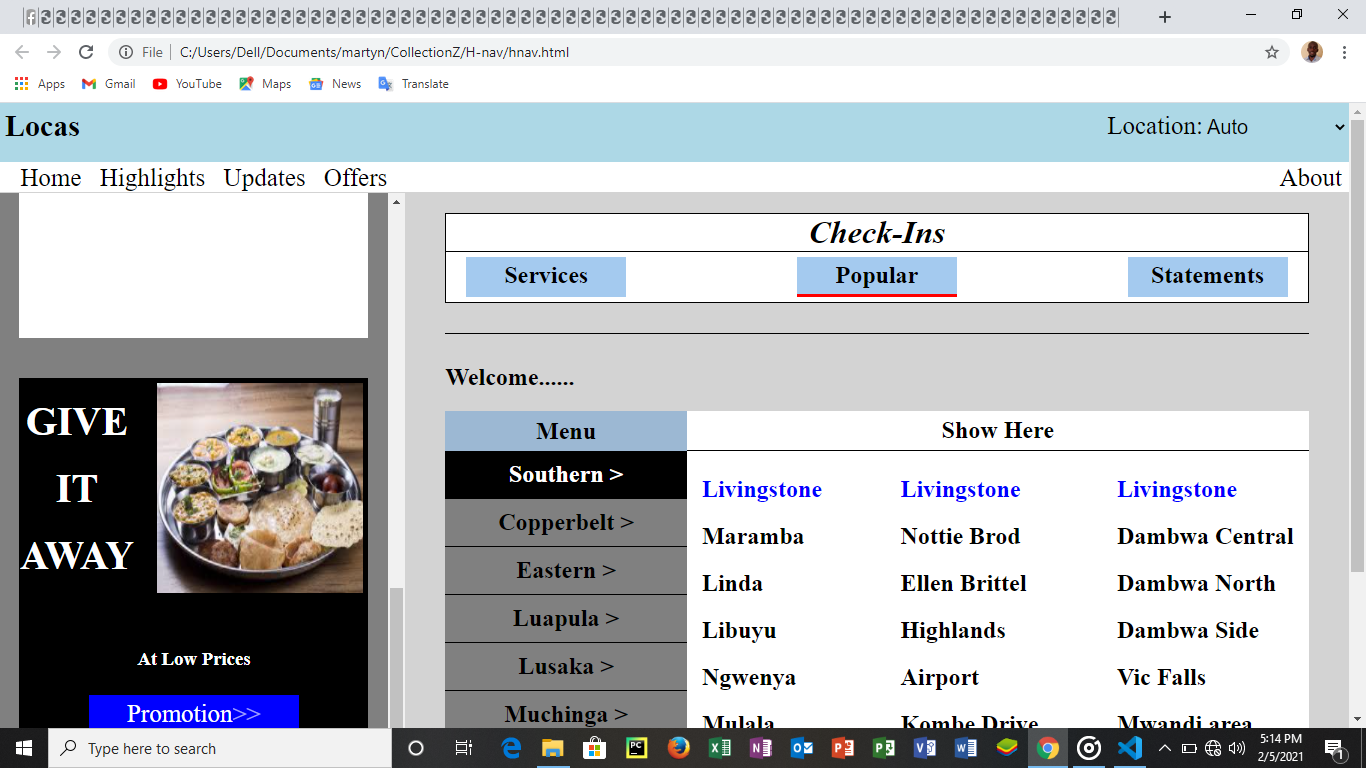 File C:/Users/Dell/Documents/martyn/CollectionZ/H-nav/hnav.html
Apps Gmail YouTube Maps News Translate
Locas
Location: Auto
Home Highlights Updates Offers
About
GIVE
IT
AWAY
At Low Prices
Promotion>>
Check-Ins
Services Popular Statements
Welcome......
Menu
Southern >
Copperbelt >
Eastern >
Luapula >
Lusaka >
Muchinga >
Show Here
Livingstone Livingstone Livingstone
Maramba Nottie Brod Dambwa Central
Linda Ellen Brittel Dambwa North
Libuyu Highlands Dambwa Side
Ngwenya Airport Vic Falls
Mulala Kombe Drive Mwandi area
Type here to search
5:14 PM
2/5/2021